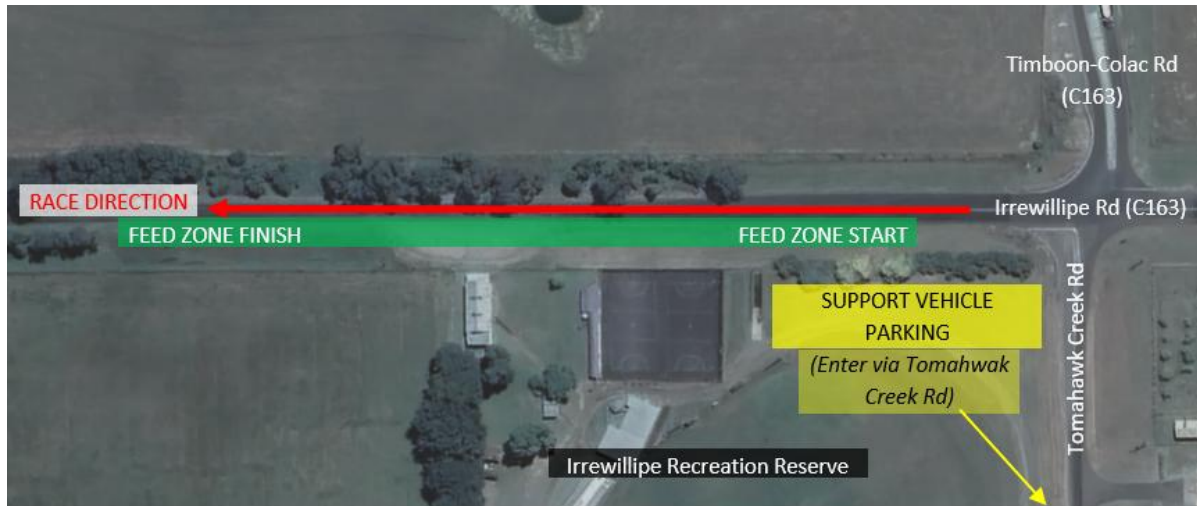 Timboon-Colac Rd
(C163)
RACE DIRECTION
Irrewillipe Rd (C163)
FEED ZONE FINISH
FEED ZONE START
SUPPORT VEHICLE
PARKING
(Enter via Tomahwak
Creek Rd)
Tomahawk Creek Rd
Irrewillipe Recreation Reserve